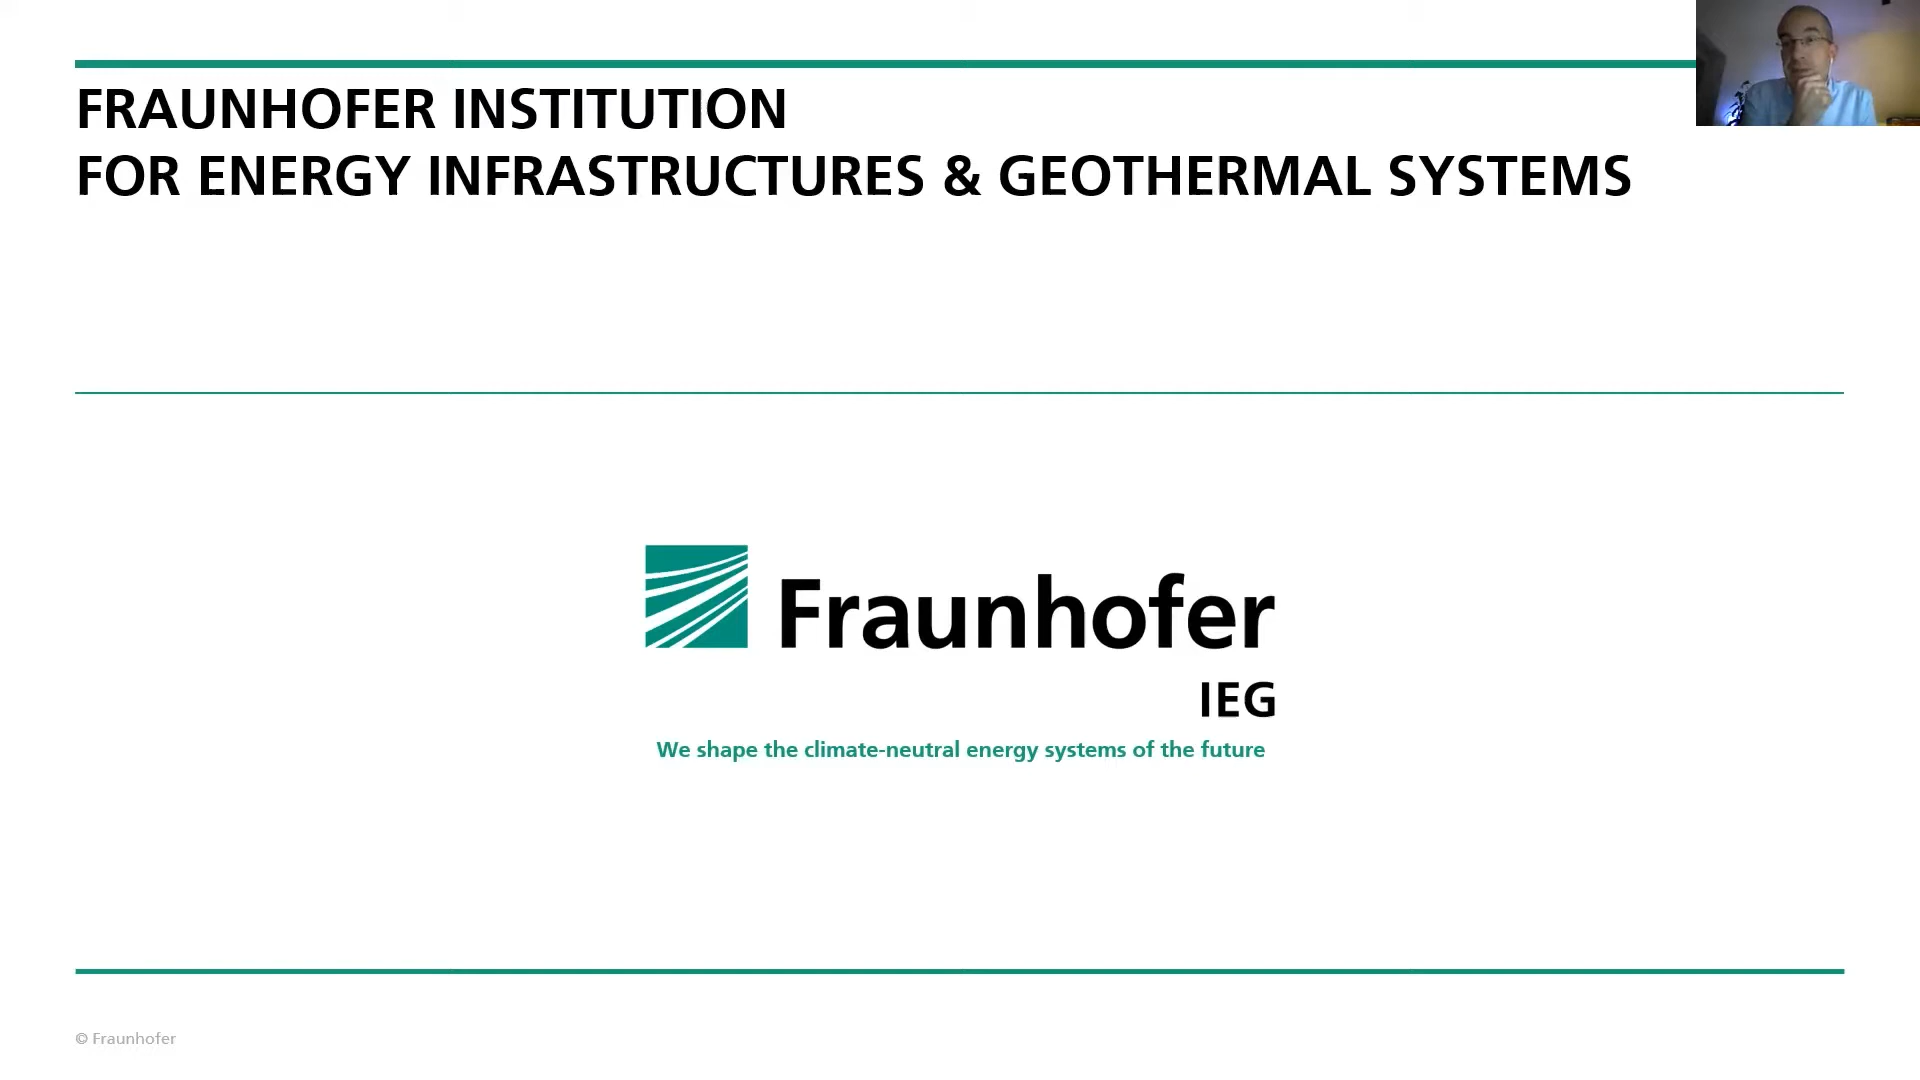 FRAUNHOFER INSTITUTION
FOR ENERGY INFRASTRUCTURES & GEOTHERMAL SYSTEMS
Fraunhofer
IEG
We shape the climate-neutral energy systems of the future
© Fraunhofer